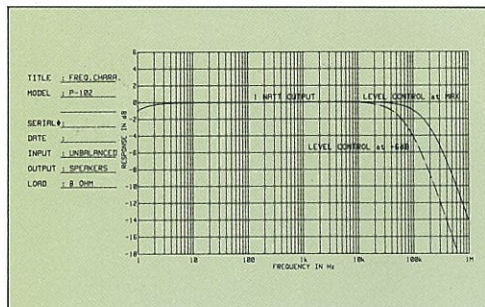 TITLE : FREQ.CHARA.
MODEL : P-102
SERIAL# :
DATE :
INPUT : UNBALANCED
OUTPUT : SPEAKERS
LOAD : 8 OHM
RESPONSE IN dB
6
4
2
0
-2
-4
-6
-8
-10
-12
-14
-16
-18
1 WATT OUTPUT
LEVEL CONTROL at MAX
LEVEL CONTROL at -6dB
1 10 100 1k 10k 100k 1M
FREQUENCY IN Hz